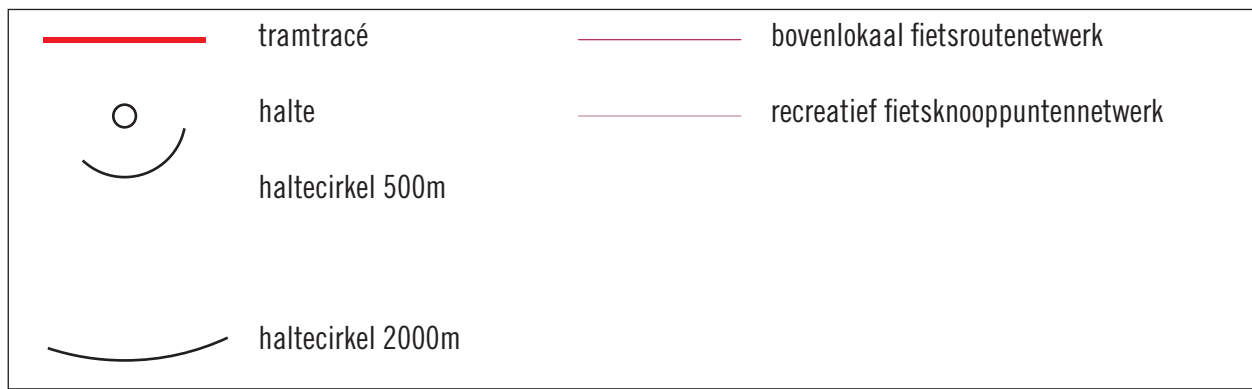 tramtracé
halte
haltecirkel 500m
haltecirkel 2000m
bovenlokaal fietsroutenetwerk
recreatief fietsknooppuntennetwerk